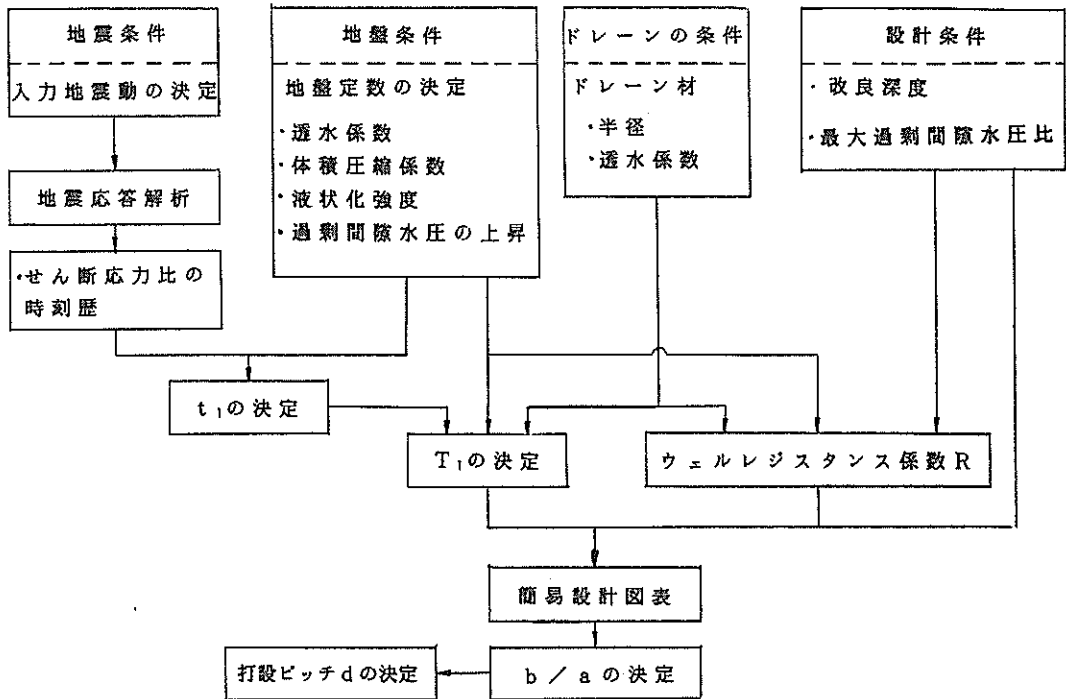 地震条件
入力地震動の決定
地震応答解析
・せん断応力比の
時刻歴
地盤条件
地盤定数の決定
・透水係数
・体積圧縮係数
・液状化強度
・過剰間隙水圧の上昇
ドレーンの条件
ドレーン材
・半径
・透水係数
設計条件
・改良深度
・最大過剰間隙水圧比
t₁の決定
T₁の決定
ウェルレジスタンス係数R
簡易設計図表
b/aの決定
打設ピッチdの決定